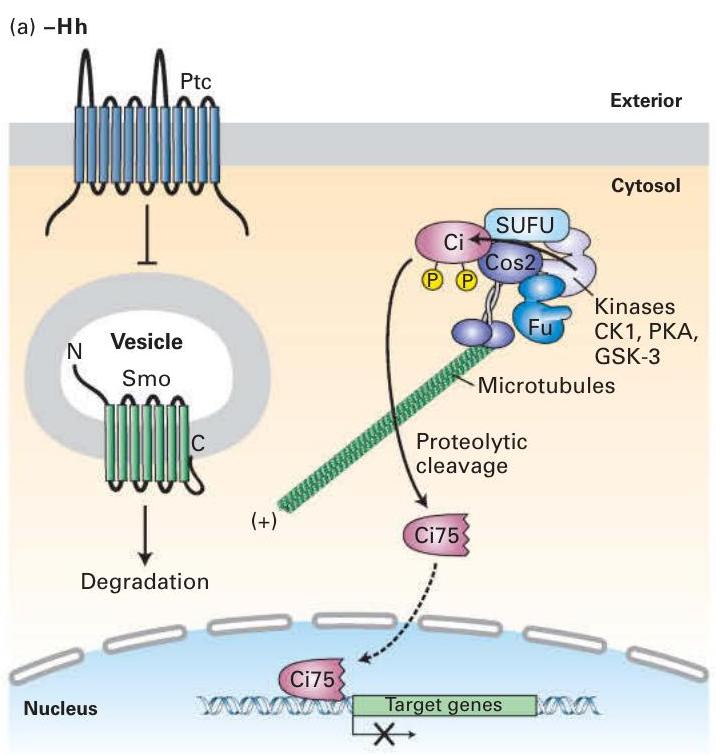 (a) –Hh
Ptc
Exterior
Cytosol
SUFU
Ci
Cos2
P
P
Kinases
CK1, PKA,
GSK-3
Fu
Vesicle
N
Smo
C
Microtubules
Proteolytic
cleavage
(+)
Ci75
Degradation
Ci75
Nucleus
Target genes